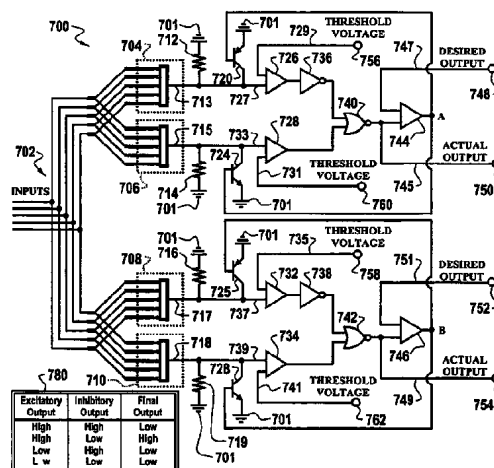 700
701
712
704
713
702
INPUTS
715
706
714
701
701
720
727
729
726
736
THRESHOLD
VOLTAGE
756
733
728
724
731
THRESHOLD
VOLTAGE
760
701
740
747
DESIRED
OUTPUT
748
A
744
ACTUAL
OUTPUT
745
750
701
708
716
717
718
710
719
701
701
725
737
735
732
738
THRESHOLD
VOLTAGE
758
739
734
728
741
THRESHOLD
VOLTAGE
762
701
742
751
DESIRED
OUTPUT
752
B
746
ACTUAL
OUTPUT
749
754
780
Excitatory Inhibitory Final
Output Output Output
High High Low
High Low High
Low High Low
L w Low Low